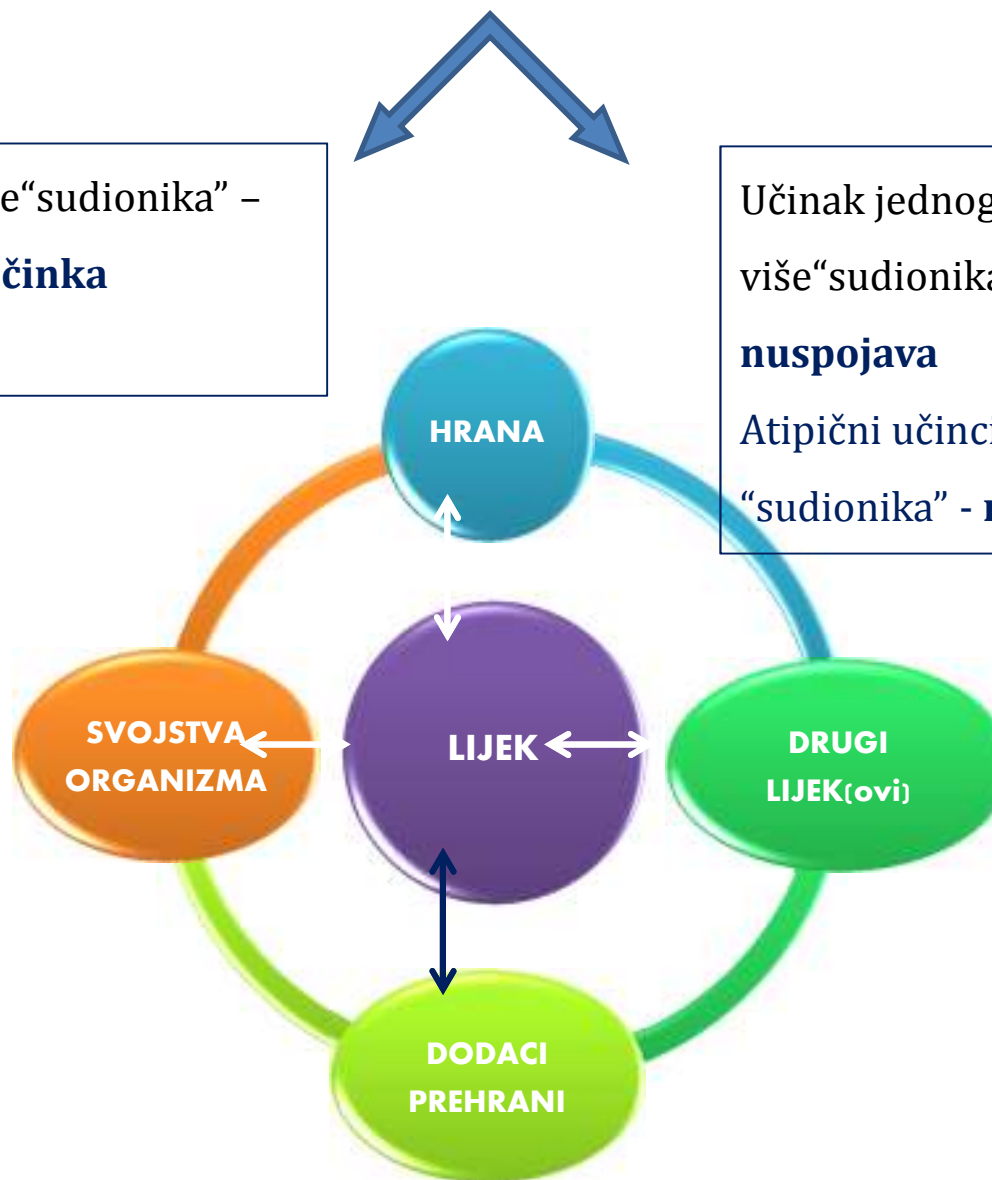 e“sudionika” –
činka
Učinak jednog
više“sudionika
nuspojava
Atipični učinci
“sudionika” -
HRANA
SVOJSTVA
ORGANIZMA
LIJEK
DRUGI
LIJEK(ovi)
DODACI
PREHRANI